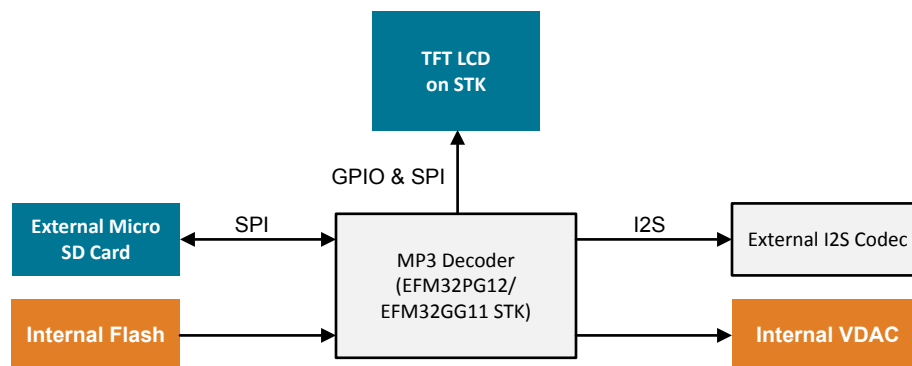 TFT LCD
on STK
GPIO & SPI
External Micro
SD Card
SPI
MP3 Decoder
(EFM32PG12/
EFM32GG11 STK)
I2S
External I2S Codec
Internal Flash
Internal VDAC